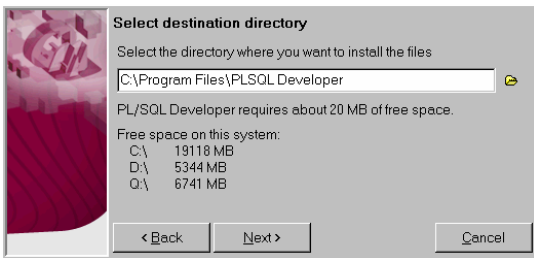 Select destination directory
Select the directory where you want to install the files
C:\Program Files\PLSQL Developer
PL/SQL Developer requires about 20 MB of free space.
Free space on this system:
C:\ 19118 MB
D:\ 5344 MB
Q:\ 6741 MB
< Back Next > Cancel